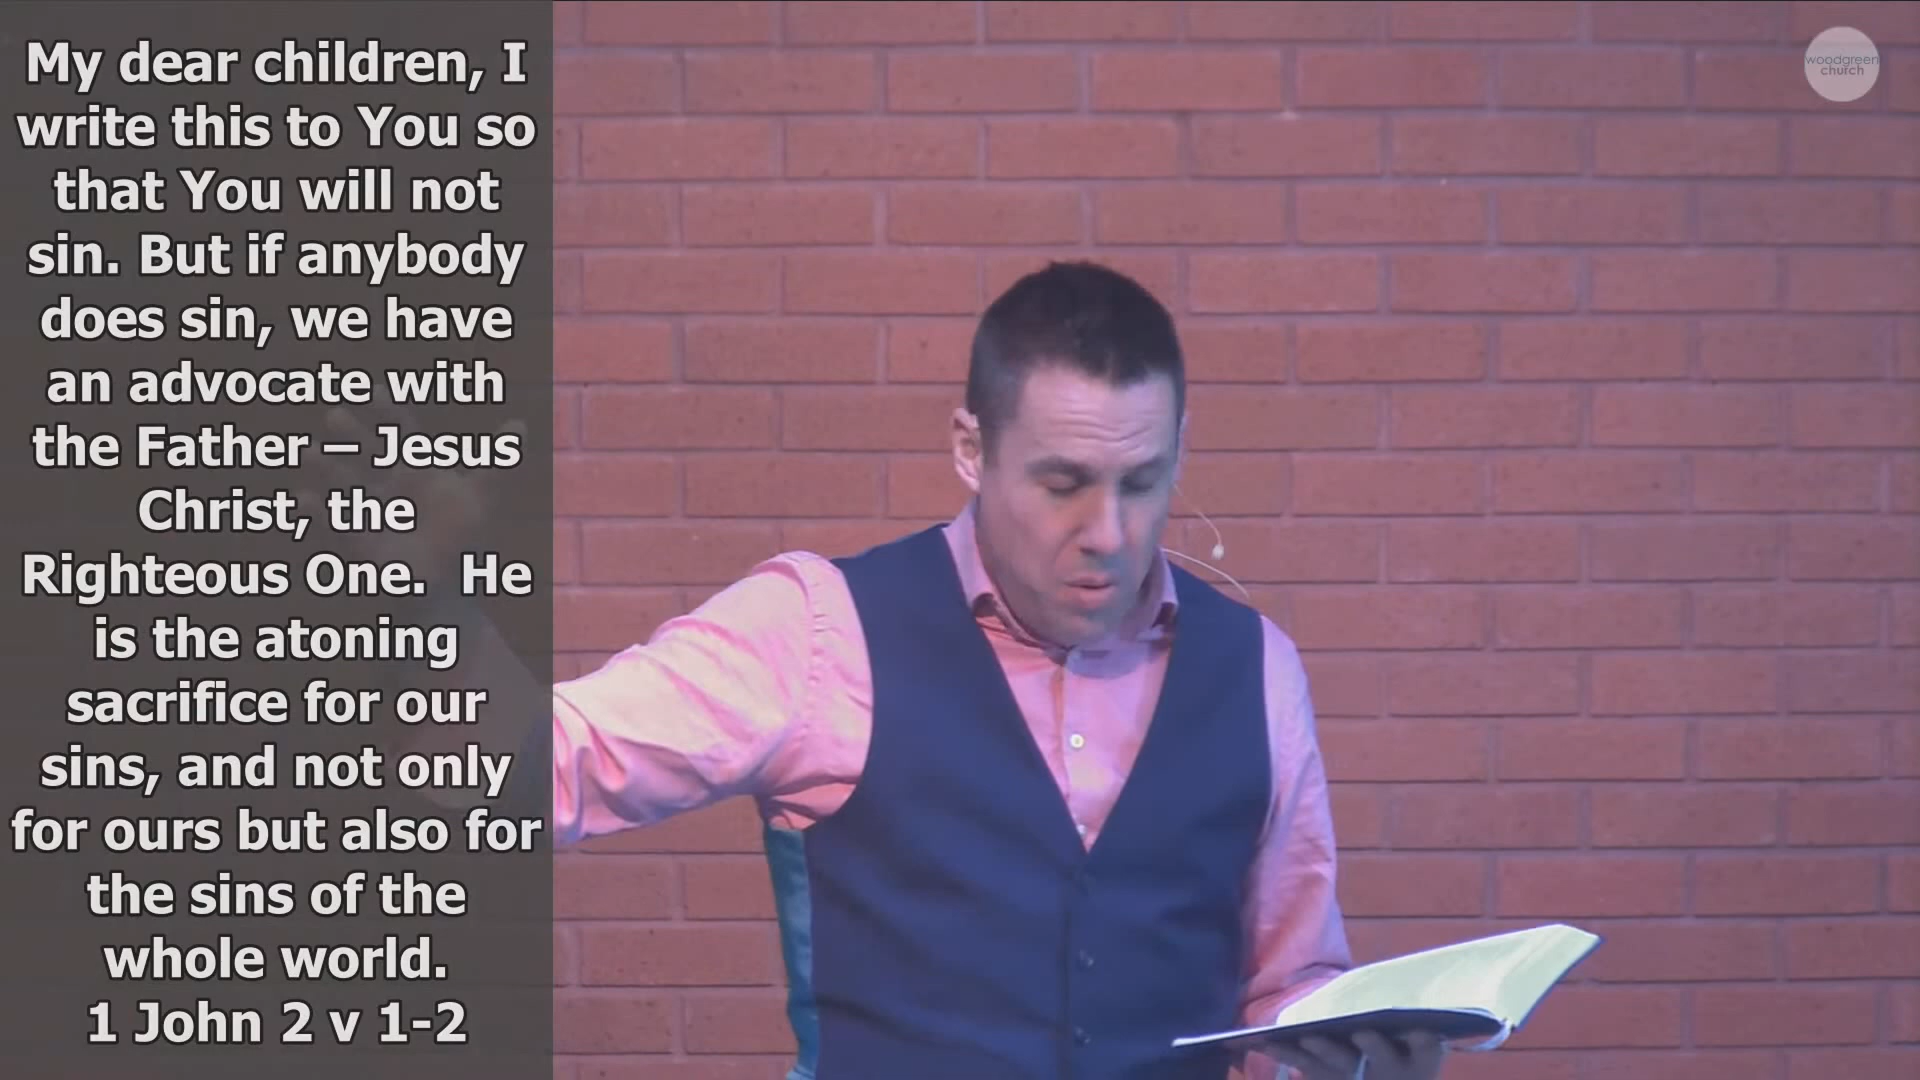 My dear children, I
write this to You so
that You will not
sin. But if anybody
does sin, we have
an advocate with
the Father – Jesus
Christ, the
Righteous One.  He
is the atoning
sacrifice for our
sins, and not only
for ours but also for
the sins of the
whole world.
1 John 2 v 1-2
woodgreen
church